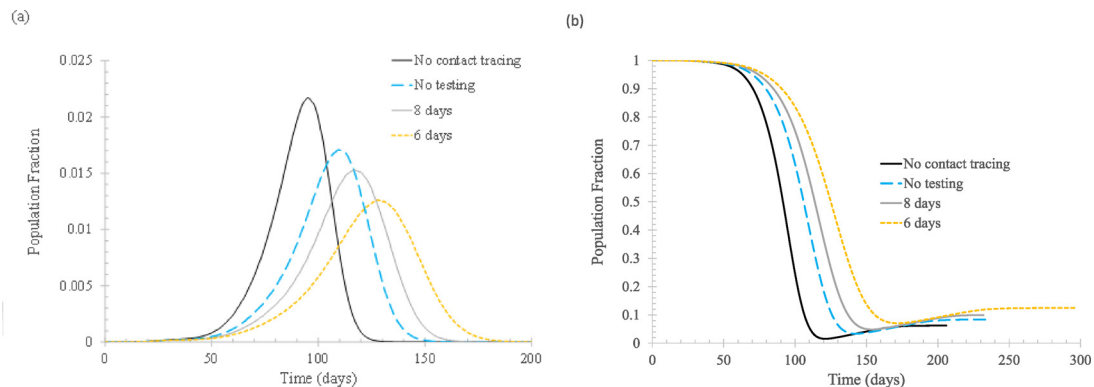 (a)
0.025
0.02
0.015
0.01
0.005
0
0 50 100 150 200
Population Fraction
Time (days)
No contact tracing
No testing
8 days
6 days
(b)
1
0.9
0.8
0.7
0.6
0.5
0.4
0.3
0.2
0.1
0
0 50 100 150 200 250 300
Population Fraction
Time (days)
No contact tracing
No testing
8 days
6 days